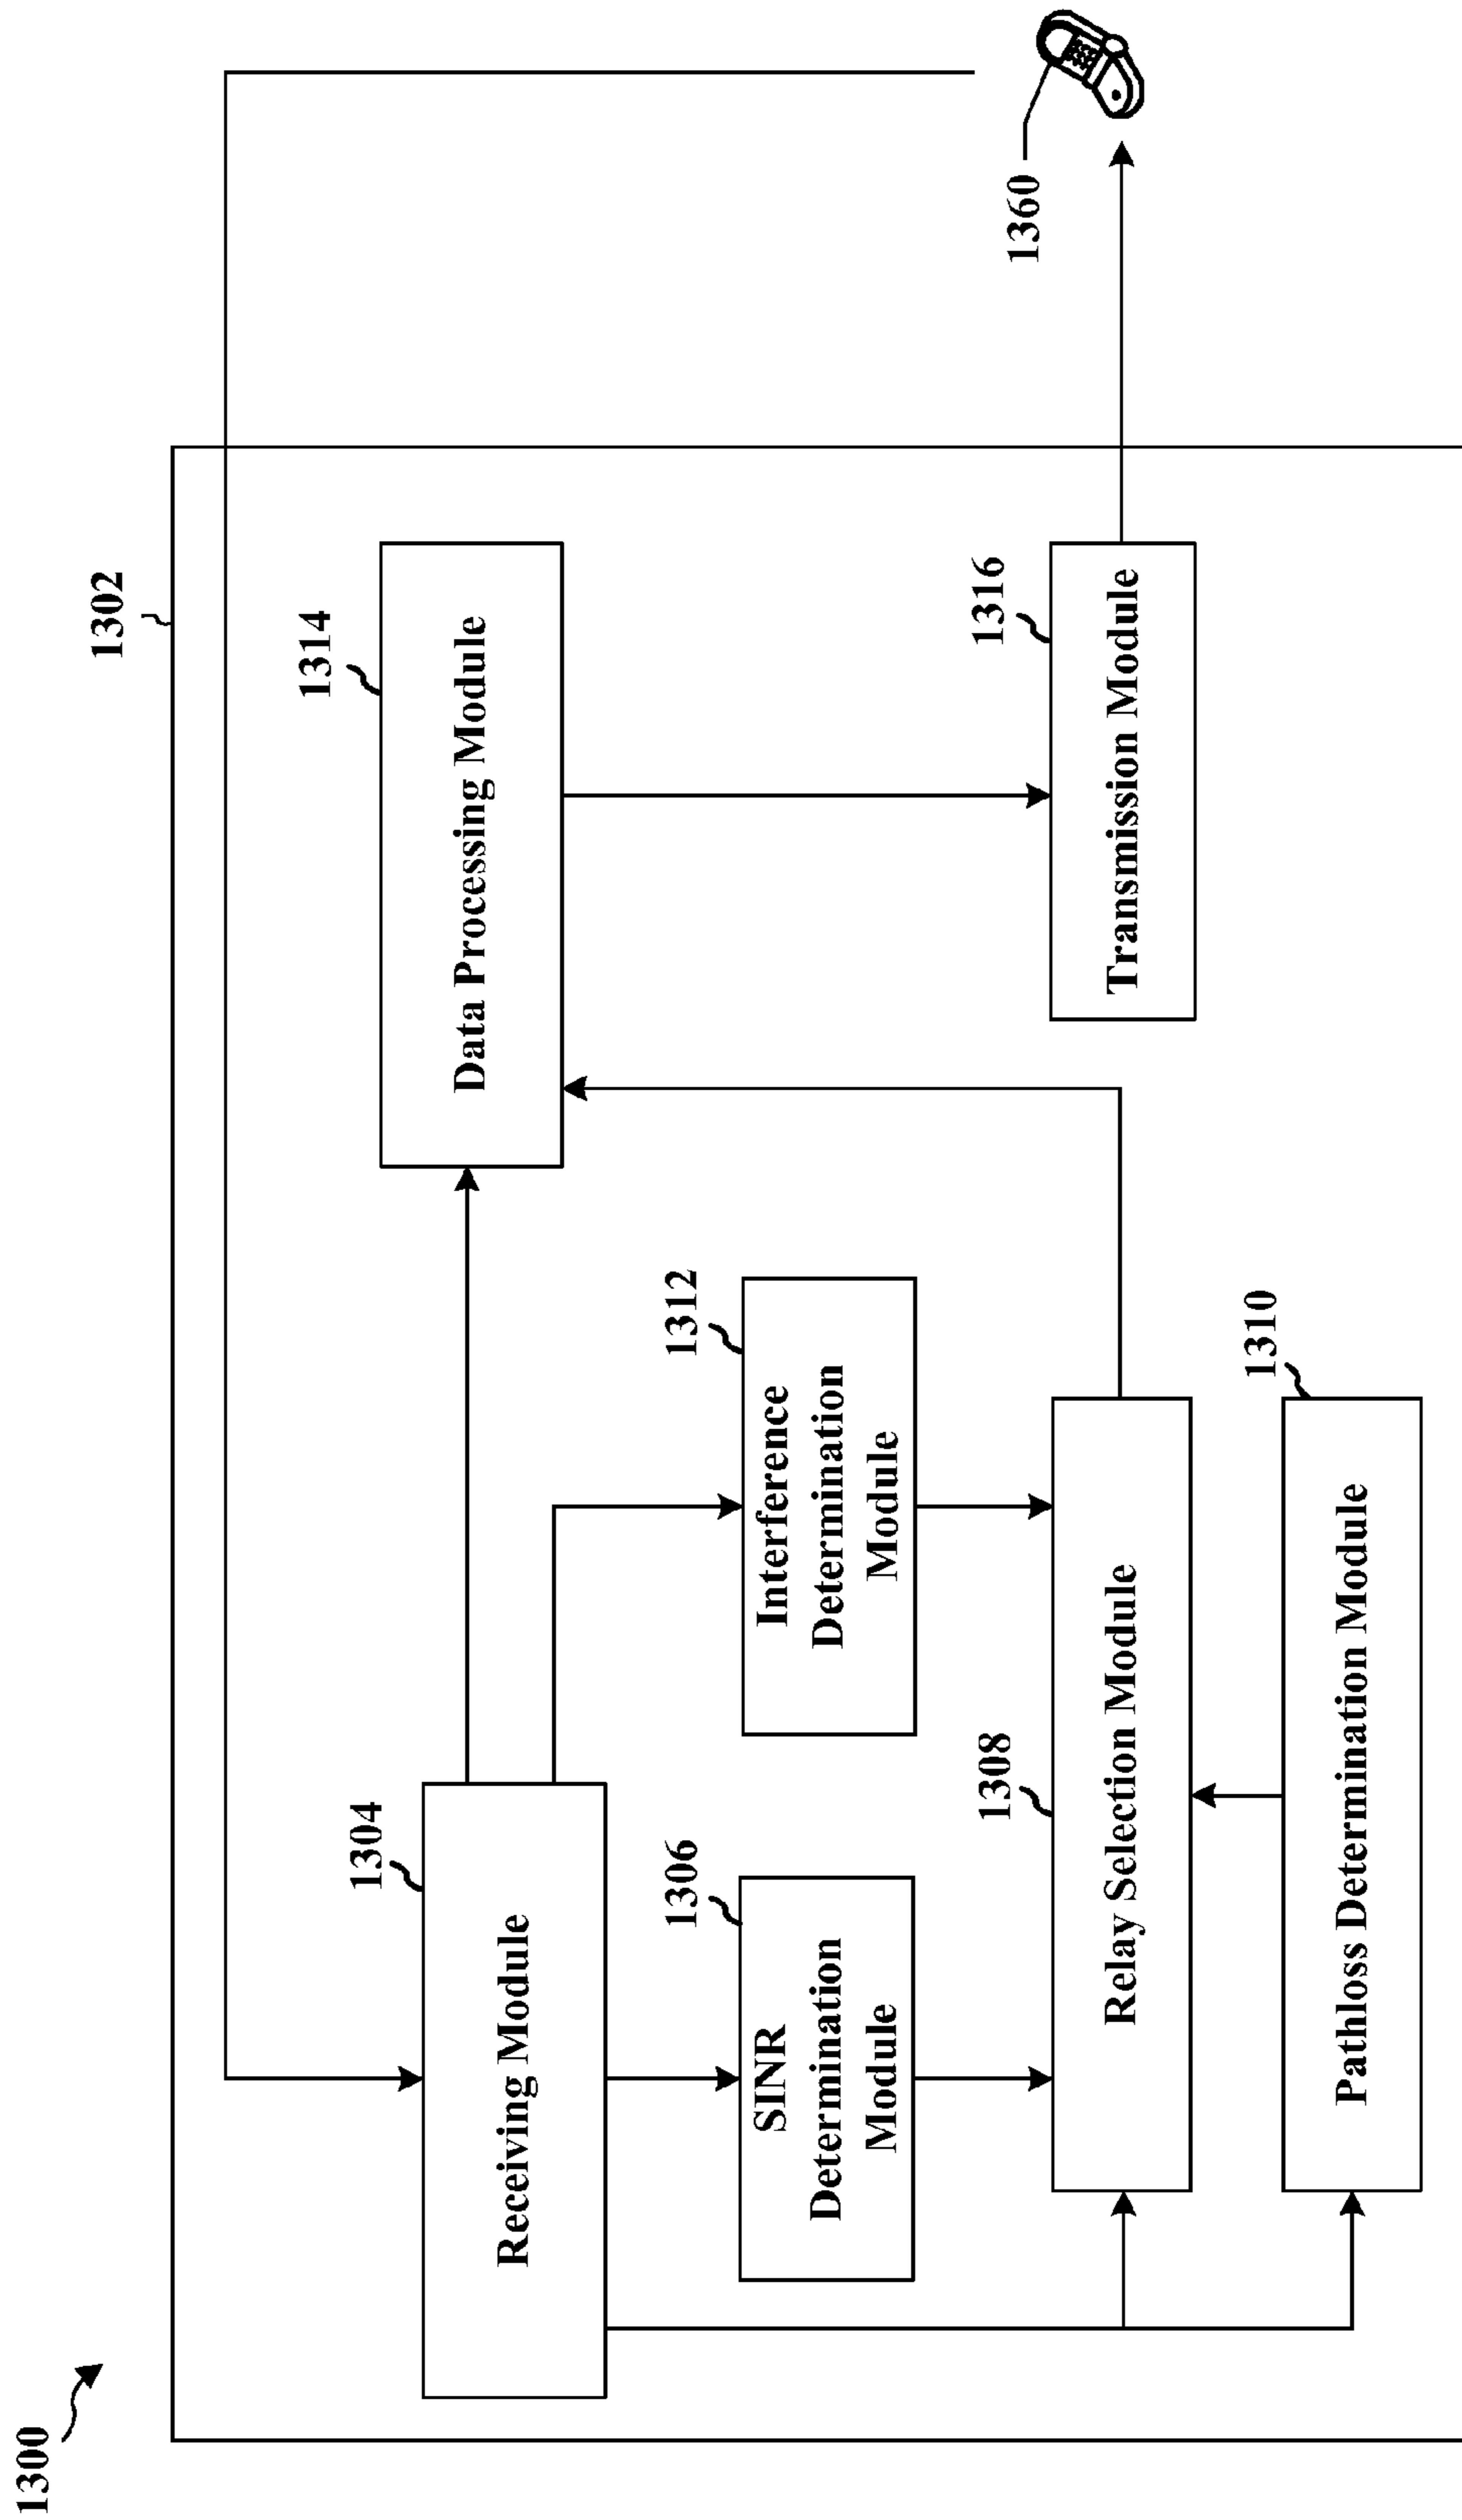 1300
1302
1304
Receiving Module
1314
Data Processing Module
1306
SINR
Determination
Module
1312
Interference
Determination
Module
1308
Relay Selection Module
1316
Transmission Module
1310
Pathloss Determination Module
1360